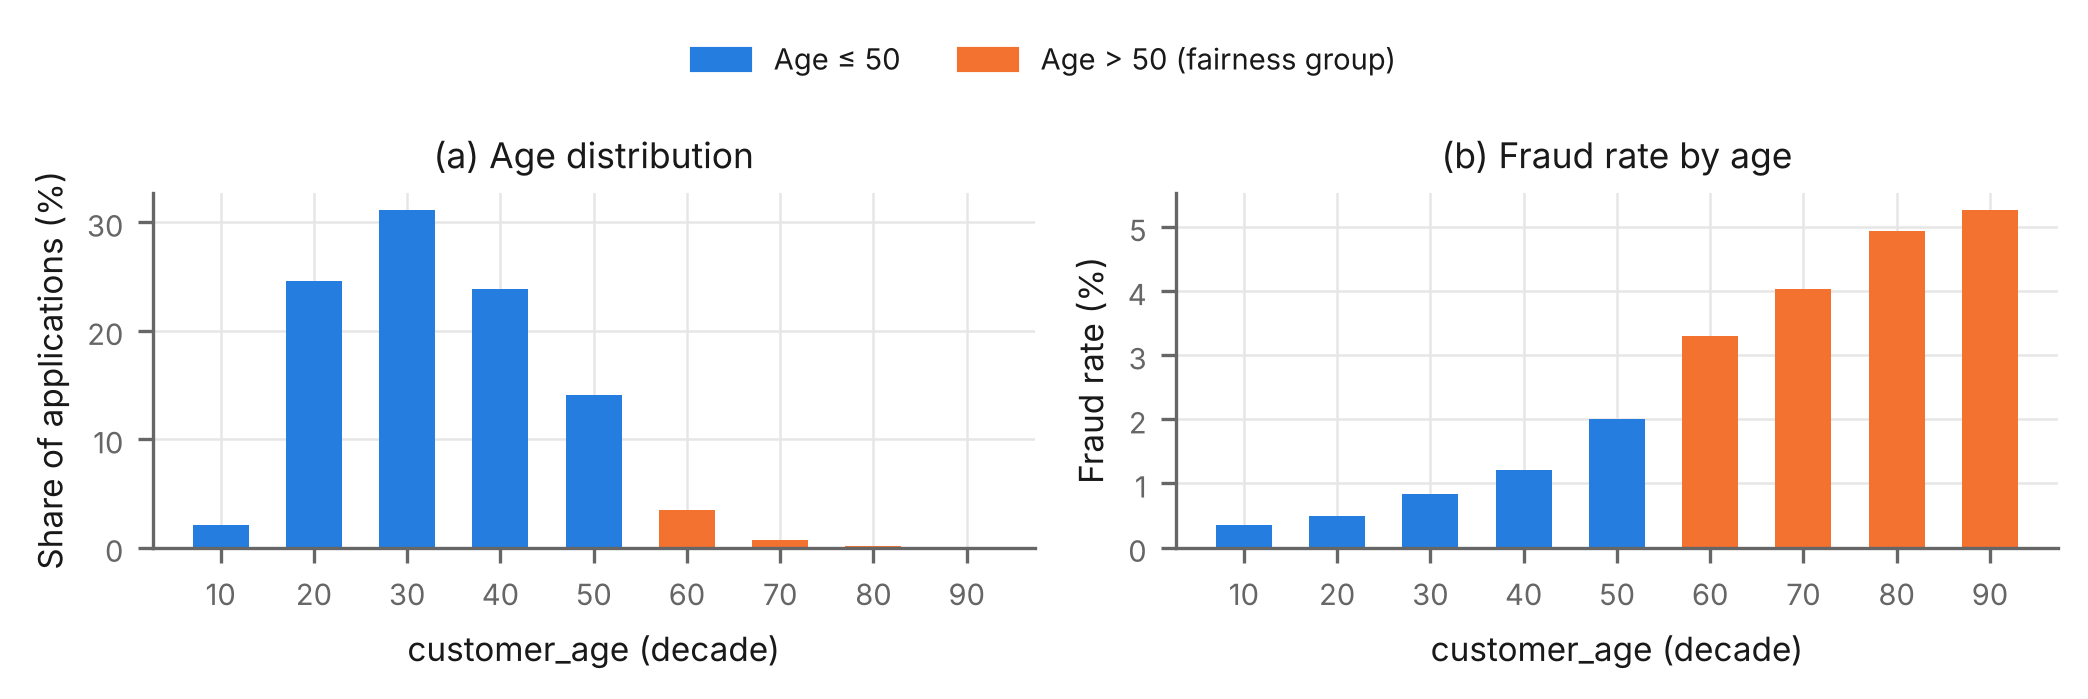 Age ≤ 50
Age > 50 (fairness group)
(a) Age distribution
Share of applications (%)
30
20
10
0
10 20 30 40 50 60 70 80 90
customer_age (decade)
(b) Fraud rate by age
Fraud rate (%)
5
4
3
2
1
0
10 20 30 40 50 60 70 80 90
customer_age (decade)